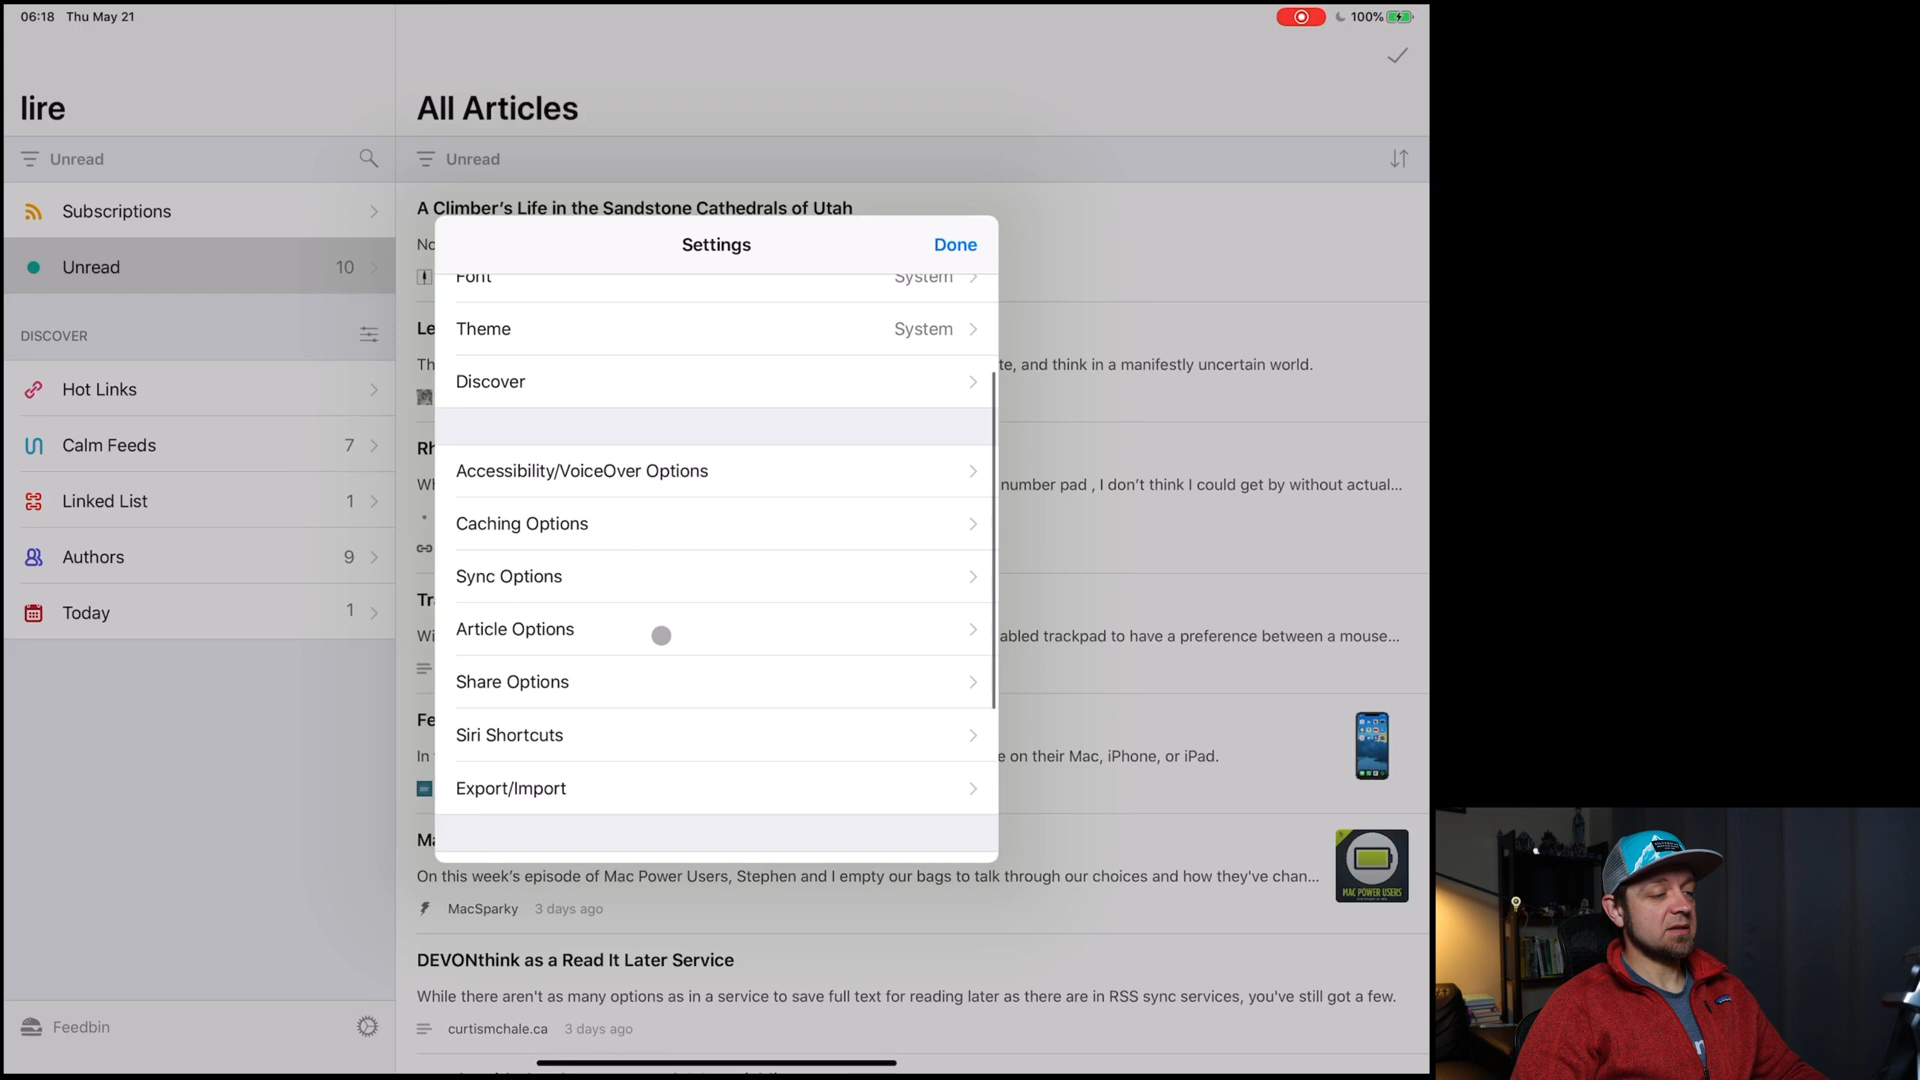 06:18 Thu May 21
100%
lire
All Articles
Unread
Unread
Subscriptions
A Climber's Life in the Sandstone Cathedrals of Utah
Unread 10
Settings
Done
Font System
DISCOVER
Theme System
te, and think in a manifestly uncertain world.
Discover
Hot Links
Calm Feeds 7
Accessibility/VoiceOver Options
number pad , I don't think I could get by without actual...
Linked List 1
Caching Options
Authors 9
Sync Options
Today 1
Article Options
abled trackpad to have a preference between a mouse...
Share Options
Siri Shortcuts
In
e on their Mac, iPhone, or iPad.
Export/Import
On this week's episode of Mac Power Users, Stephen and I empty our bags to talk through our choices and how they've chan...
MAC POWER USERS
MacSparky 3 days ago
DEVONthink as a Read It Later Service
While there aren't as many options as in a service to save full text for reading later as there are in RSS sync services, you've still got a few.
Feedbin
curtismchale.ca 3 days ago